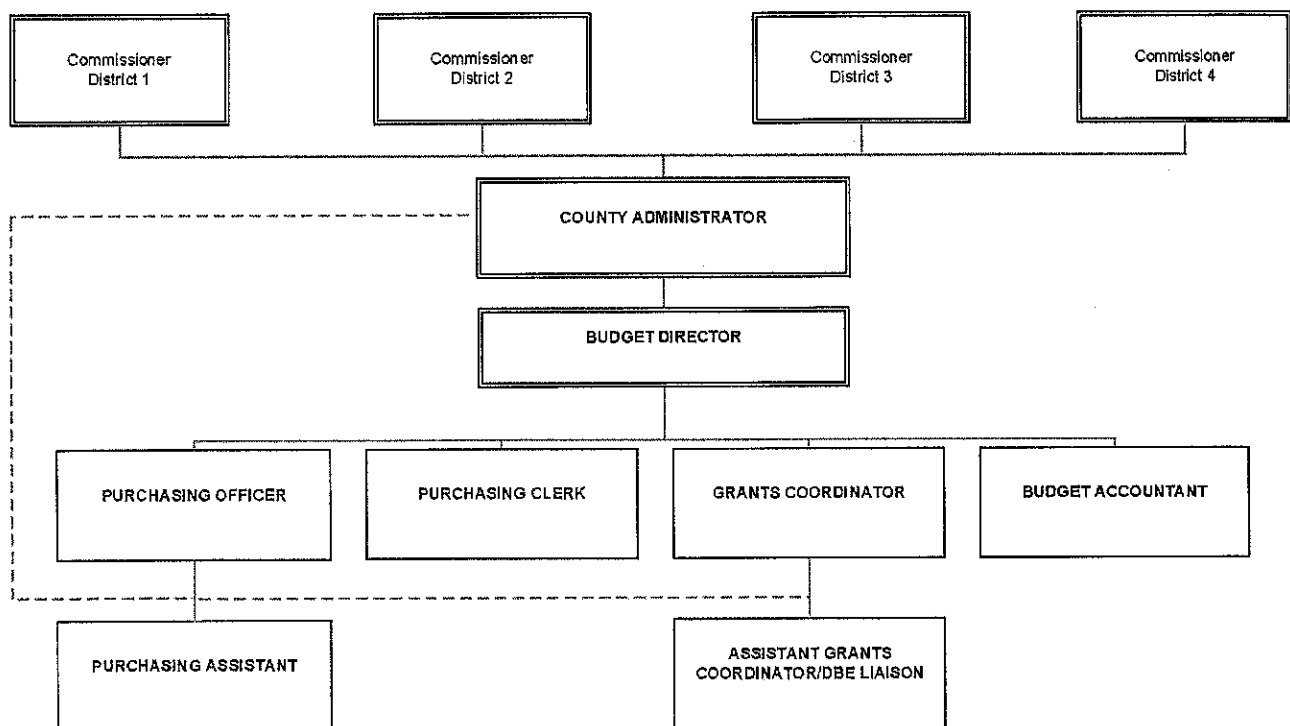 Commissioner
District 1
Commissioner
District 2
Commissioner
District 3
Commissioner
District 4
COUNTY ADMINISTRATOR
BUDGET DIRECTOR
PURCHASING OFFICER
PURCHASING CLERK
GRANTS COORDINATOR
BUDGET ACCOUNTANT
PURCHASING ASSISTANT
ASSISTANT GRANTS
COORDINATOR/DBE LIAISON